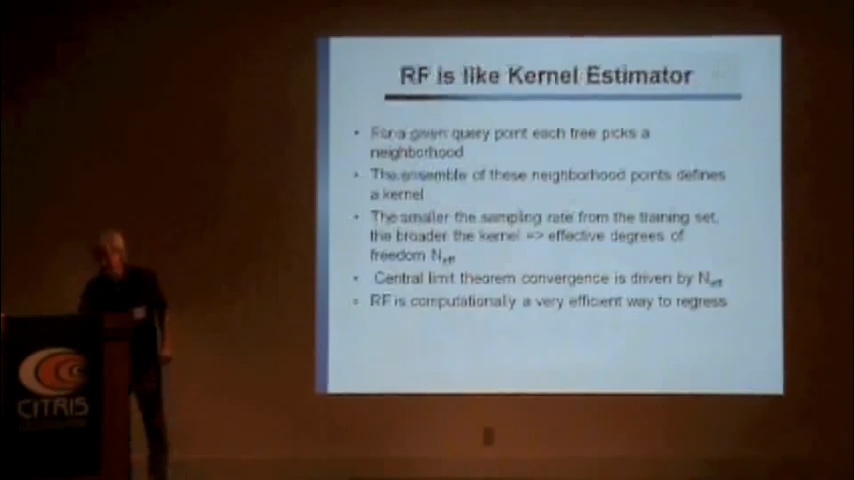 RF is like Kernel Estimator
• For a given query point each tree picks a
neighborhood
• The ensemble of these neighborhood points defines
a kernel
• The smaller the sampling rate from the training set,
the broader the kernel => effective degrees of
freedom Neff
• Central limit theorem convergence is driven by Neff
• RF is computationally a very efficient way to regress
CITRIS